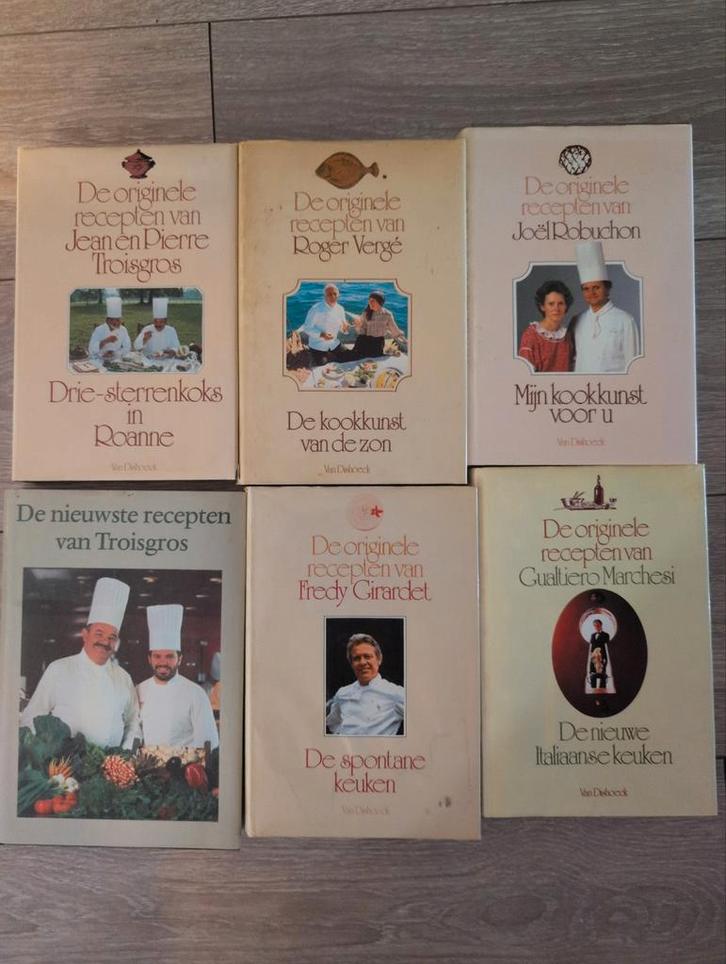 De originele
recepten van
Jean en Pierre
Troisgros
Drie-sterrenkoks
in
Roanne
Van Dishoeck
De originele
recepten van
Roger Vergé
De kookkunst
van de zon
Van Dishoeck
De originele
recepten van
Joël Robuchon
Mijn kookkunst
voor u
Van Dishoeck
De nieuwste recepten
van Troisgros
De originele
recepten van
Fredy Girardet
De spontane
keuken
Van Dishoeck
De originele
recepten van
Gualtiero Marchesi
De nieuwe
Italiaanse keuken
Van Dishoeck